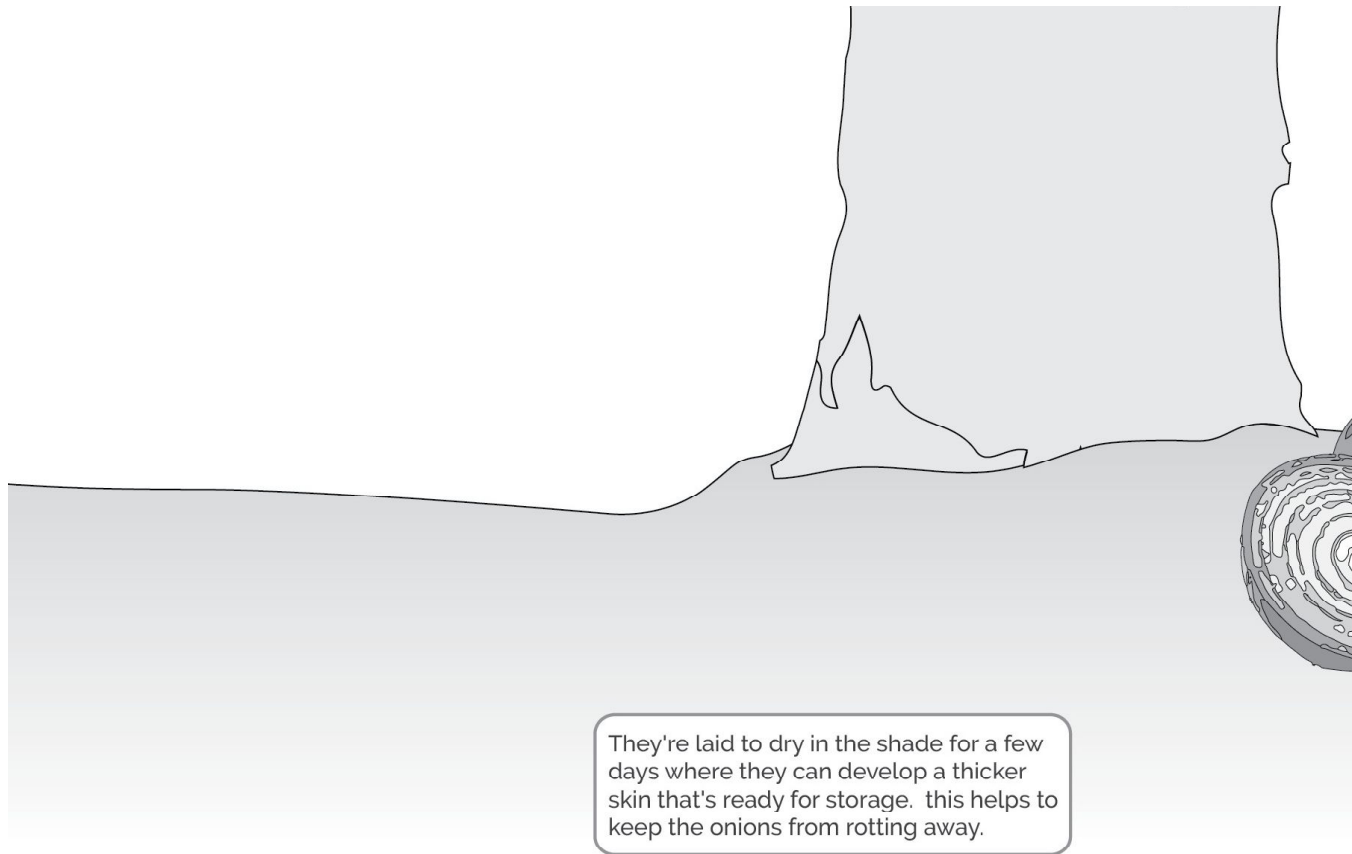 They're laid to dry in the shade for a few
days where they can develop a thicker
skin that's ready for storage.  this helps to
keep the onions from rotting away.